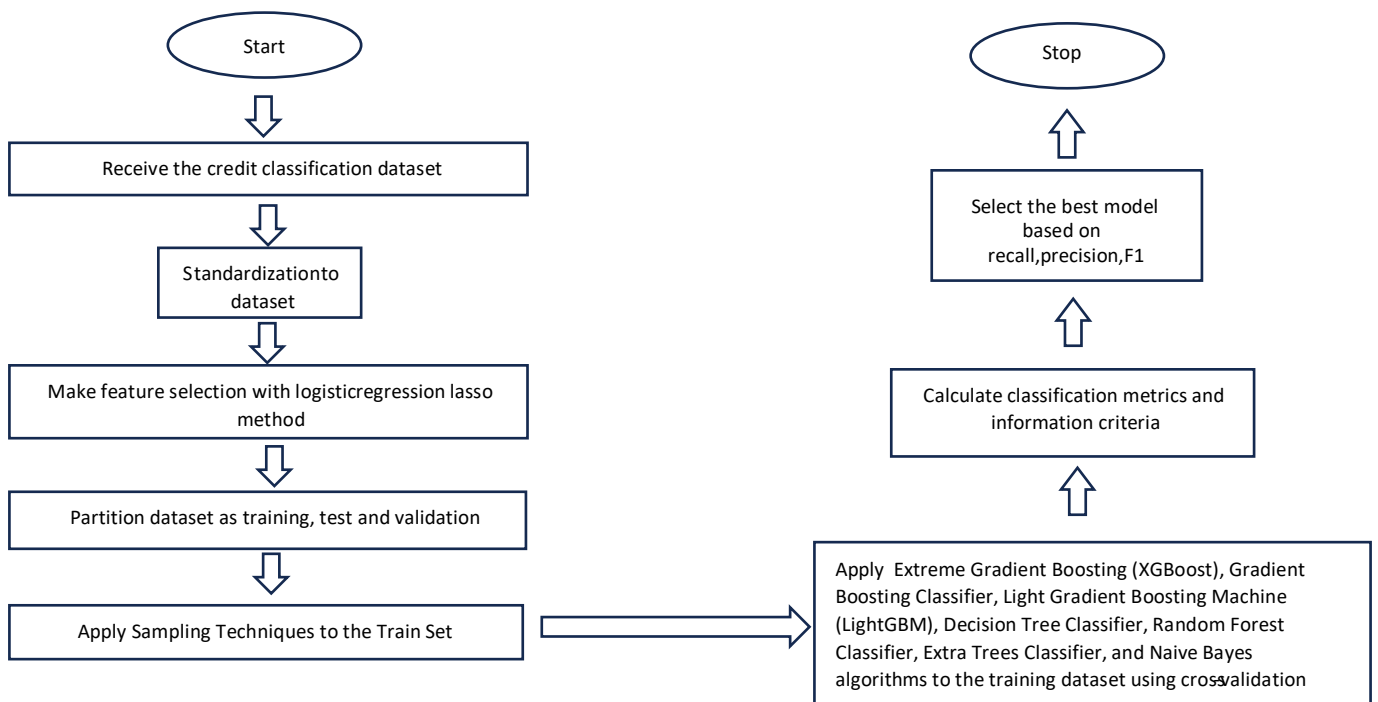 Start
Receive the credit classification dataset
Standardizationto
dataset
Make feature selection with logisticregression lasso
method
Partition dataset as training, test and validation
Apply Sampling Techniques to the Train Set
Apply Extreme Gradient Boosting (XGBoost), Gradient
Boosting Classifier, Light Gradient Boosting Machine
(LightGBM), Decision Tree Classifier, Random Forest
Classifier, Extra Trees Classifier, and Naive Bayes
algorithms to the training dataset using cross-validation
Calculate classification metrics and
information criteria
Select the best model
based on
recall,precision,F1
Stop